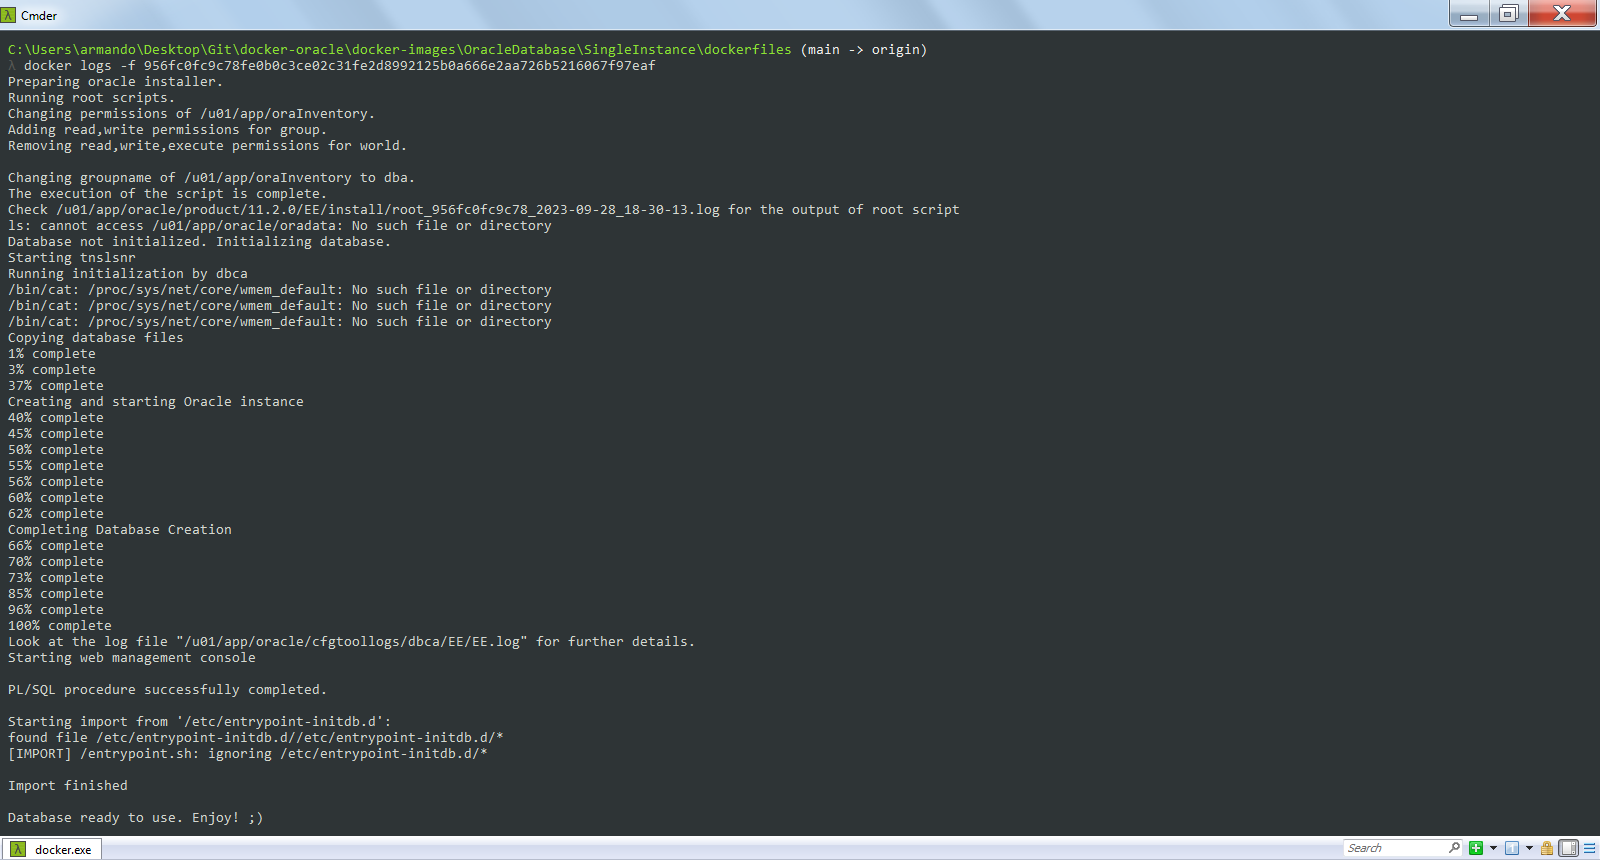 Cmder
C:\Users\armando\Desktop\Git\docker-oracle\docker-images\OracleDatabase\SingleInstance\dockerfiles (main -> origin)
λ docker logs -f 956fc0fc9c78fe0b0c3ce02c31fe2d8992125b0a666e2aa726b5216067f97eaf
Preparing oracle installer.
Running root scripts.
Changing permissions of /u01/app/oraInventory.
Adding read,write permissions for group.
Removing read,write,execute permissions for world.
Changing groupname of /u01/app/oraInventory to dba.
The execution of the script is complete.
Check /u01/app/oracle/product/11.2.0/EE/install/root_956fc0fc9c78_2023-09-28_18-30-13.log for the output of root script
ls: cannot access /u01/app/oracle/oradata: No such file or directory
Database not initialized. Initializing database.
Starting tnslsnr
Running initialization by dbca
/bin/cat: /proc/sys/net/core/wmem_default: No such file or directory
/bin/cat: /proc/sys/net/core/wmem_default: No such file or directory
/bin/cat: /proc/sys/net/core/wmem_default: No such file or directory
Copying database files
1% complete
3% complete
37% complete
Creating and starting Oracle instance
40% complete
45% complete
50% complete
55% complete
56% complete
60% complete
62% complete
Completing Database Creation
66% complete
70% complete
73% complete
85% complete
96% complete
100% complete
Look at the log file "/u01/app/oracle/cfgtoollogs/dbca/EE/EE.log" for further details.
Starting web management console
PL/SQL procedure successfully completed.
Starting import from '/etc/entrypoint-initdb.d':
found file /etc/entrypoint-initdb.d//etc/entrypoint-initdb.d/*
[IMPORT] /entrypoint.sh: ignoring /etc/entrypoint-initdb.d/*
Import finished
Database ready to use. Enjoy! ;)
λ docker.exe
Search